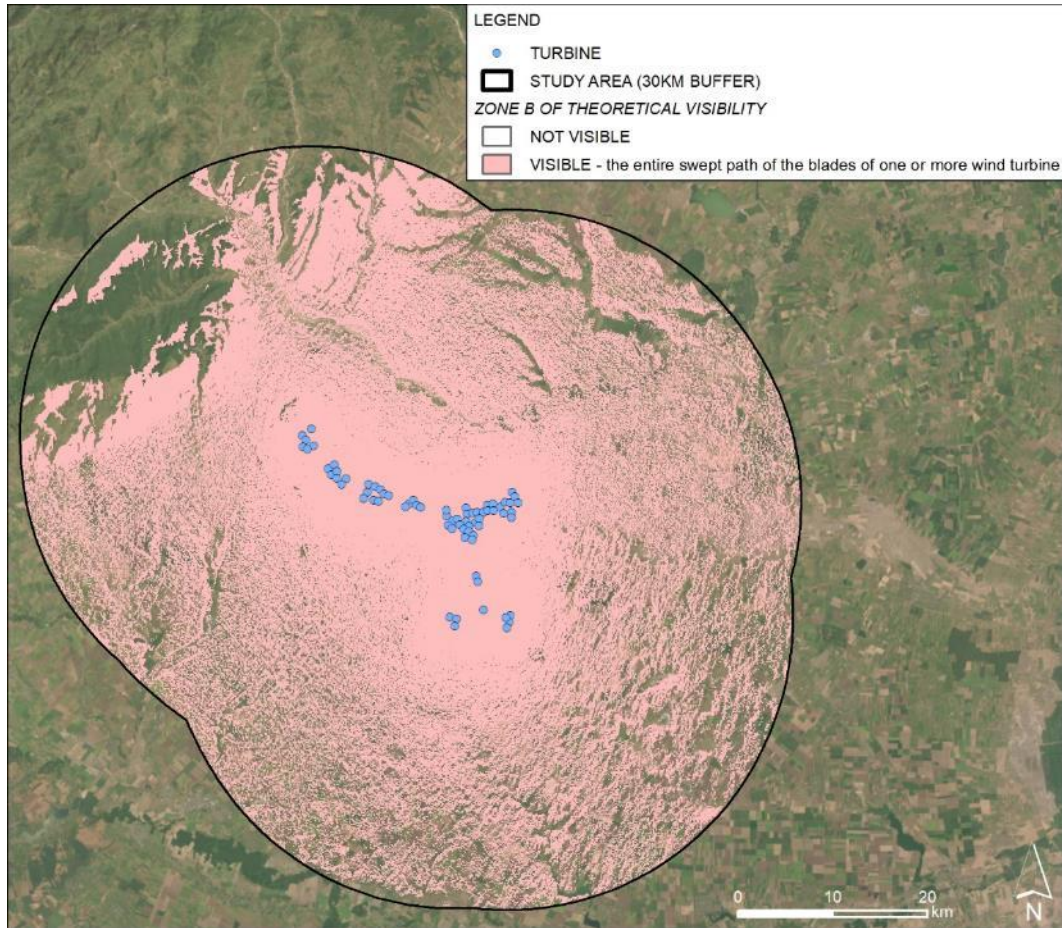 LEGEND
TURBINE
STUDY AREA (30KM BUFFER)
ZONE B OF THEORETICAL VISIBILITY
NOT VISIBLE
VISIBLE - the entire swept path of the blades of one or more wind turbine
0 10 20
km
N